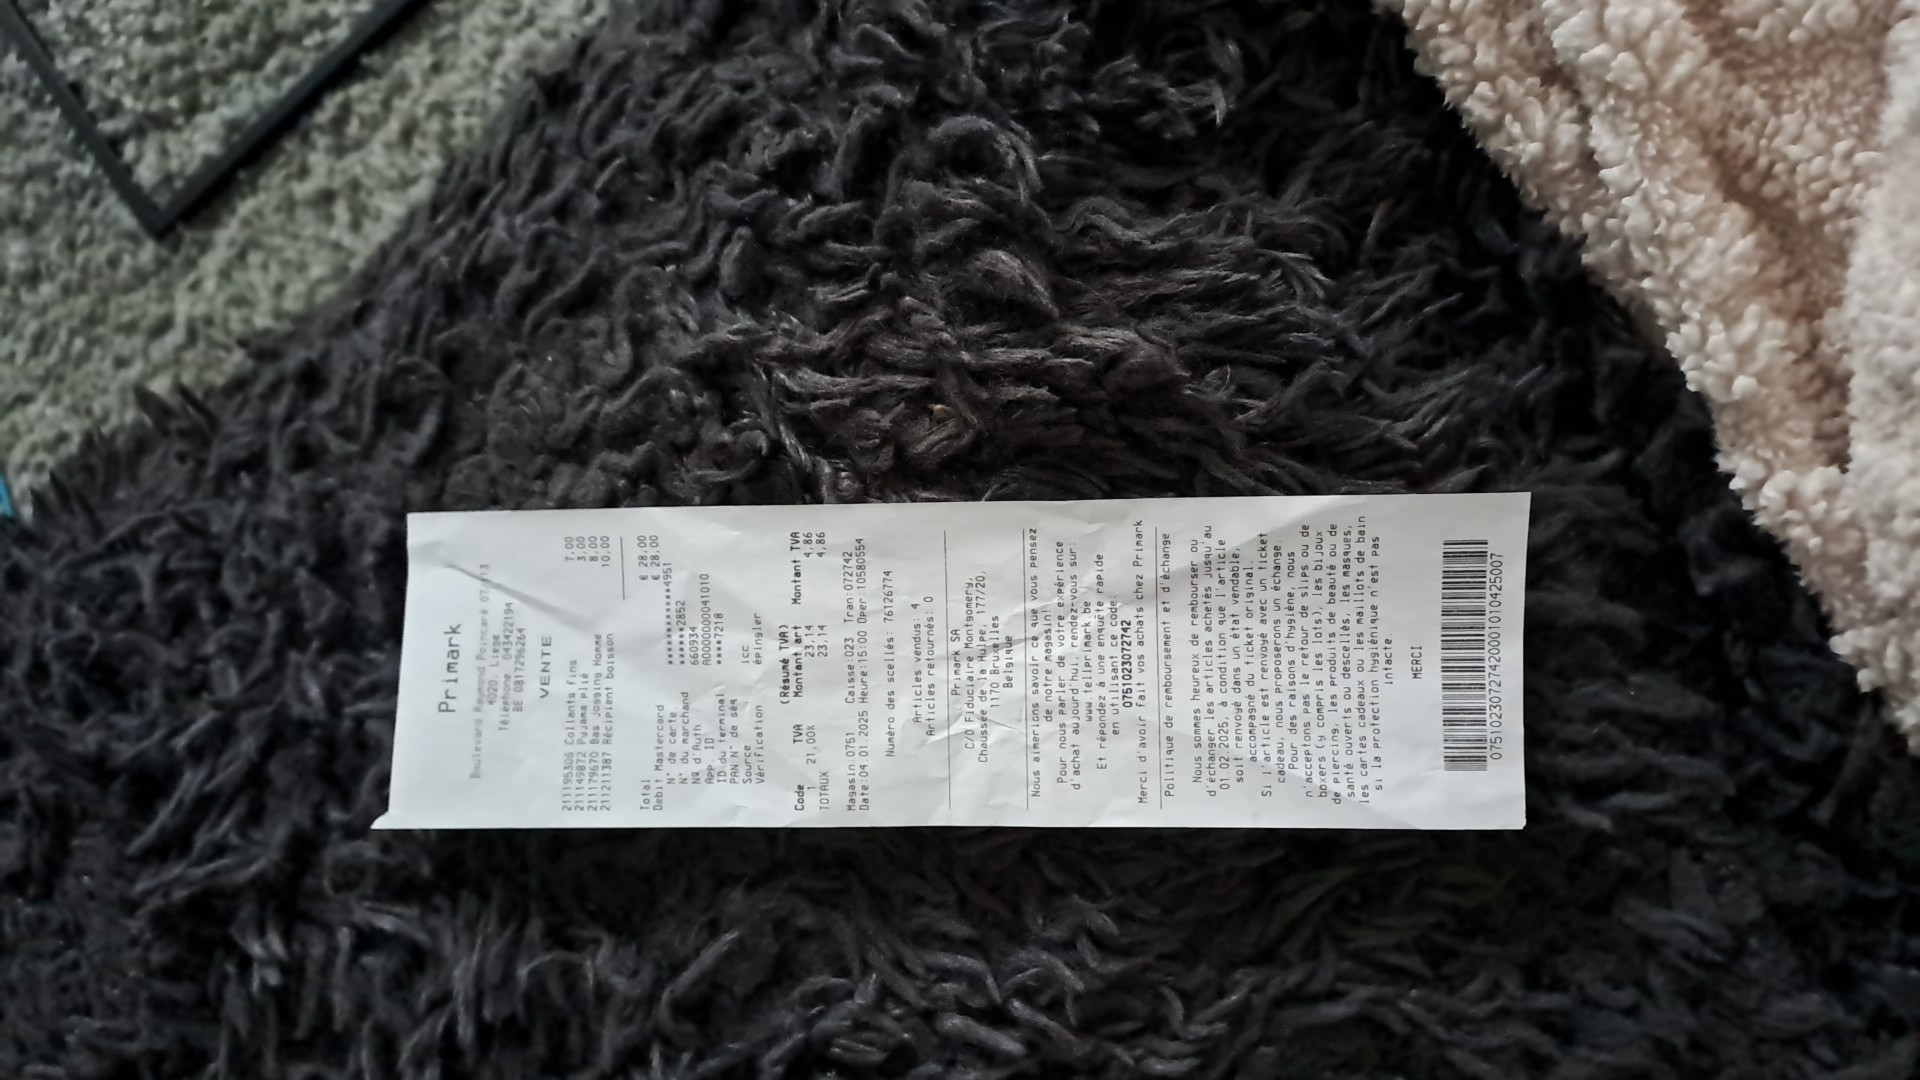 Primark
Boulevard Raymond Poincaré 07
4020, Liege
Téléphone 043422194
BE 0817296264
VENTE
211195306 Collants fins 7,00
211149872 Pyjama plié 3,00
211179670 Bas Jogging Homme 8,00
211211387 Récipient boisson 10,00
Total € 28,00
Debit Mastercard € 28,00
N° de carte ************4951
N° du marchand *****2852
Nº d'Auth 660934
App. ID A0000000041010
ID du terminal ****7218
PAN N° de séq
Source icc
Vérification épingler
(Résumé TVA)
Code TVA Montant art Montant TVA
1 21,00% 23,14 4,86
TOTAUX 23,14 4,86
Magasin:0751 Caisse:023 Tran:072742
Date:04.01.2025 Heure:15:00 Oper:10580554
Numéro des scellés: 76126774
Articles vendus: 4
Articles retournés: 0
Primark SA
C/O Fiduciaire Montgomery,
Chaussée de la Hulpe, 177/20,
1170 Bruxelles
Belgique
Nous aimerions savoir ce que vous pensez
de notre magasin!
Pour nous parler de votre expérience
d'achat aujourd'hui, rendez-vous sur:
www.tellprimark.be
Et répondez à une enquête rapide
en utilisant ce code:
0751023072742
Merci d'avoir fait vos achats chez Primark
Politique de remboursement et d'échange
Nous sommes heureux de rembourser ou
d'échanger les articles achetés jusqu'au
01.02.2025, à condition que l'article
soit renvoyé dans un état vendable,
accompagné du ticket original.
Si l'article est renvoyé avec un ticket
cadeau, nous proposerons un échange.
Pour des raisons d'hygiène, nous
n'acceptons pas le retour de slips ou de
boxers (y compris les lots), les bijoux
de piercing, les produits de beauté ou de
santé ouverts ou descellés, les masques,
les cartes cadeaux ou les maillots de bain
si la protection hygiénique n'est pas
intacte.
MERCI
07510230727420001010425007